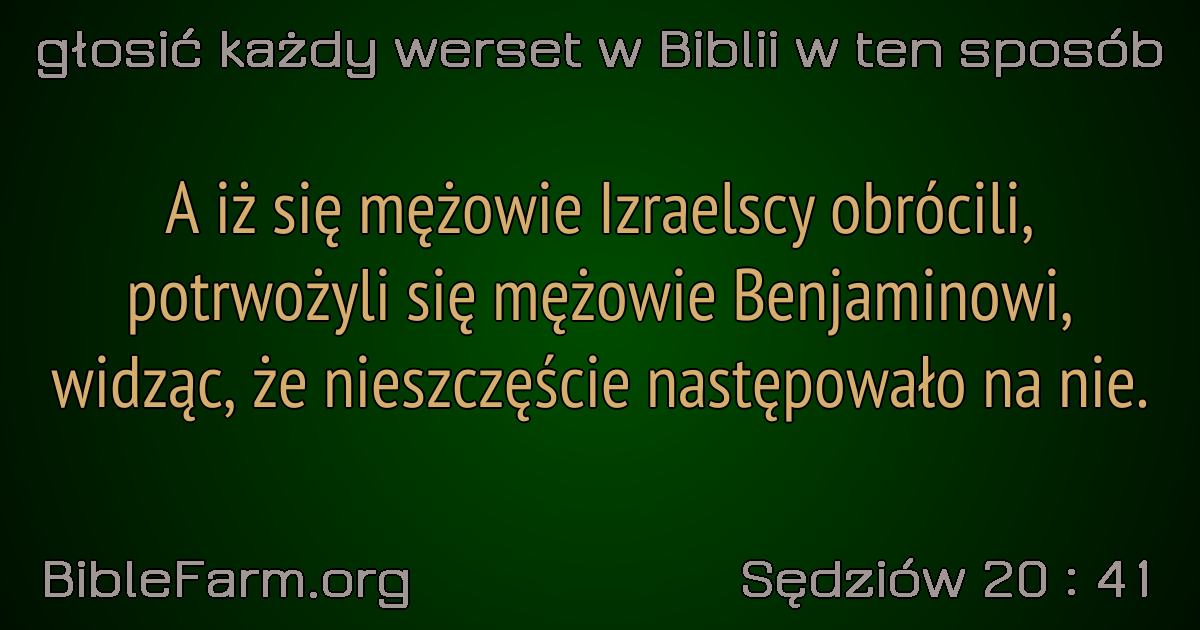 głosić każdy werset w Biblii w ten sposób
A iż się mężowie Izraelscy obrócili,
potrwożyli się mężowie Benjaminowi,
widząc, że nieszczęście następowało na nie.
BibleFarm.org
Sędziów 20 : 41